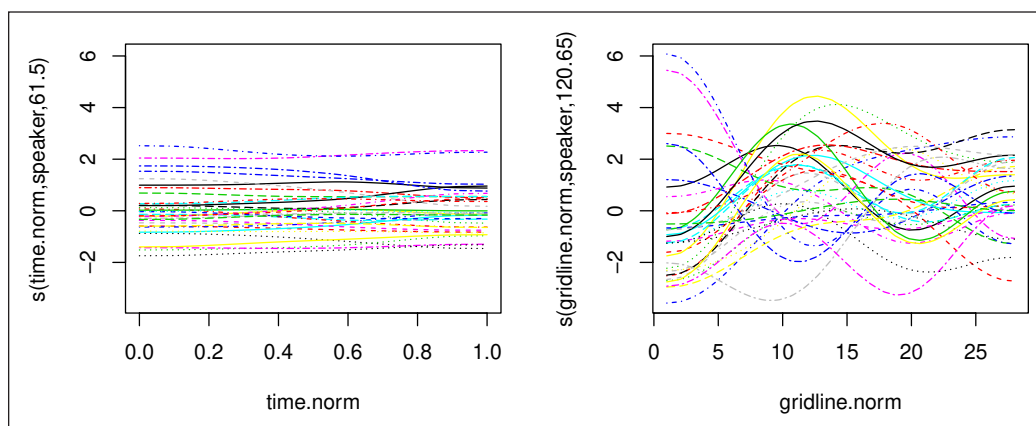 s(time.norm,speaker,61.5)
6
4
2
0
−2
0.0 0.2 0.4 0.6 0.8 1.0
time.norm
s(gridline.norm,speaker,120.65)
6
4
2
0
−2
0 5 10 15 20 25
gridline.norm